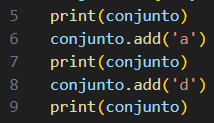 5 print(conjunto)
6 conjunto.add('a')
7 print(conjunto)
8 conjunto.add('d')
9 print(conjunto)